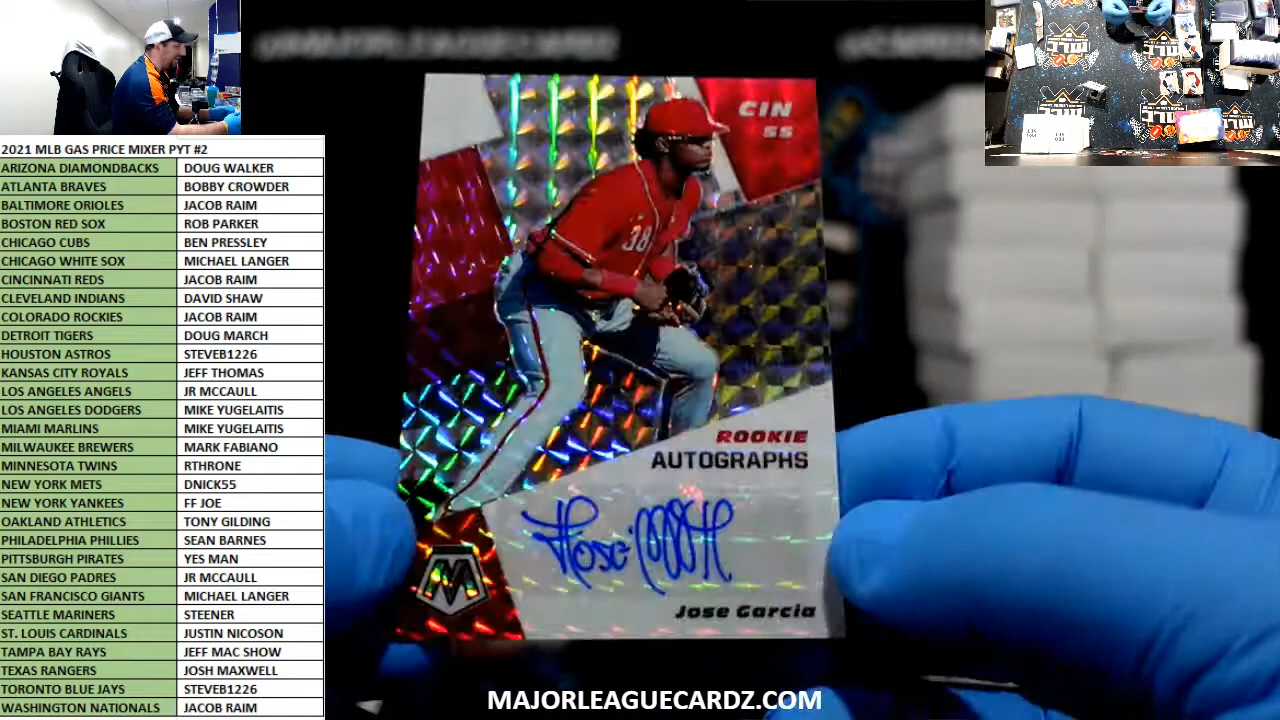 2021 MLB GAS PRICE MIXER PYT #2
ARIZONA DIAMONDBACKS DOUG WALKER
ATLANTA BRAVES BOBBY CROWDER
BALTIMORE ORIOLES JACOB RAIM
BOSTON RED SOX ROB PARKER
CHICAGO CUBS BEN PRESSLEY
CHICAGO WHITE SOX MICHAEL LANGER
CINCINNATI REDS JACOB RAIM
CLEVELAND INDIANS DAVID SHAW
COLORADO ROCKIES JACOB RAIM
DETROIT TIGERS DOUG MARCH
HOUSTON ASTROS STEVEB1226
KANSAS CITY ROYALS JEFF THOMAS
LOS ANGELES ANGELS JR MCCAULL
LOS ANGELES DODGERS MIKE YUGELAITIS
MIAMI MARLINS MIKE YUGELAITIS
MILWAUKEE BREWERS MARK FABIANO
MINNESOTA TWINS RTHRONE
NEW YORK METS DNICK55
NEW YORK YANKEES FF JOE
OAKLAND ATHLETICS TONY GILDING
PHILADELPHIA PHILLIES SEAN BARNES
PITTSBURGH PIRATES YES MAN
SAN DIEGO PADRES JR MCCAULL
SAN FRANCISCO GIANTS MICHAEL LANGER
SEATTLE MARINERS STEENER
ST. LOUIS CARDINALS JUSTIN NICOSON
TAMPA BAY RAYS JEFF MAC SHOW
TEXAS RANGERS JOSH MAXWELL
TORONTO BLUE JAYS STEVEB1226
WASHINGTON NATIONALS JACOB RAIM
CIN
SS
38
ROOKIE
AUTOGRAPHS
M
Jose Garcia
MAJORLEAGUECARDZ.COM